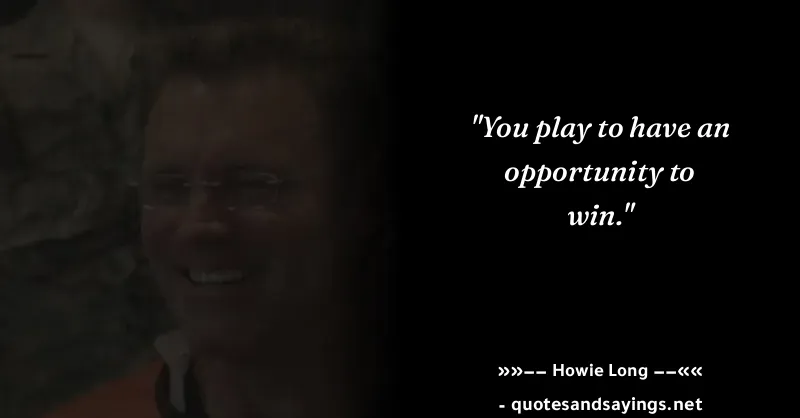 "You play to have an
opportunity to
win."
»»–– Howie Long ––««
- quotesandsayings.net